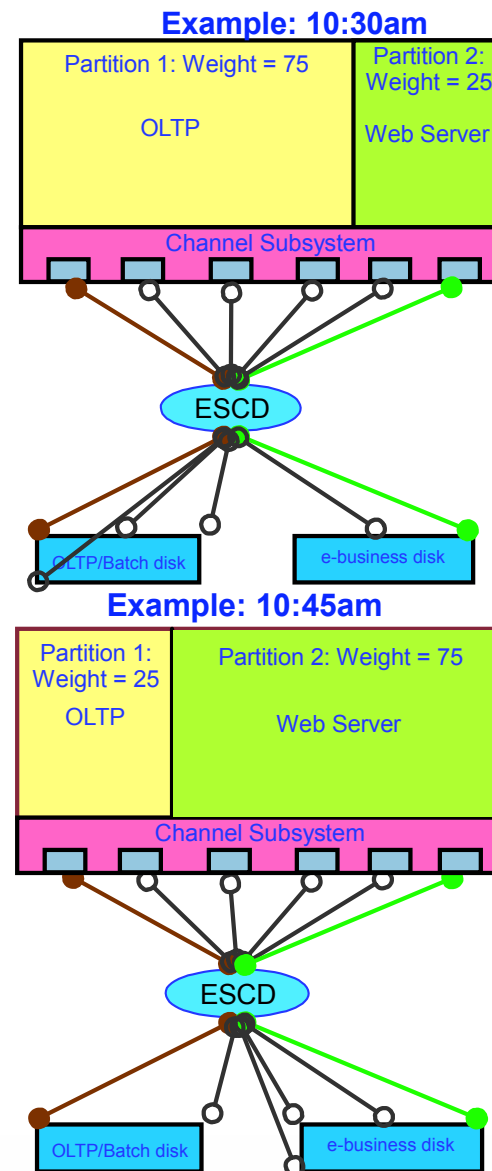 Example: 10:30am
Partition 1: Weight = 75
OLTP
Partition 2:
Weight = 25
Web Server
Channel Subsystem
ESCD
OLTP/Batch disk
e-business disk
Example: 10:45am
Partition 1:
Weight = 25
OLTP
Partition 2: Weight = 75
Web Server
Channel Subsystem
ESCD
OLTP/Batch disk
e-business disk